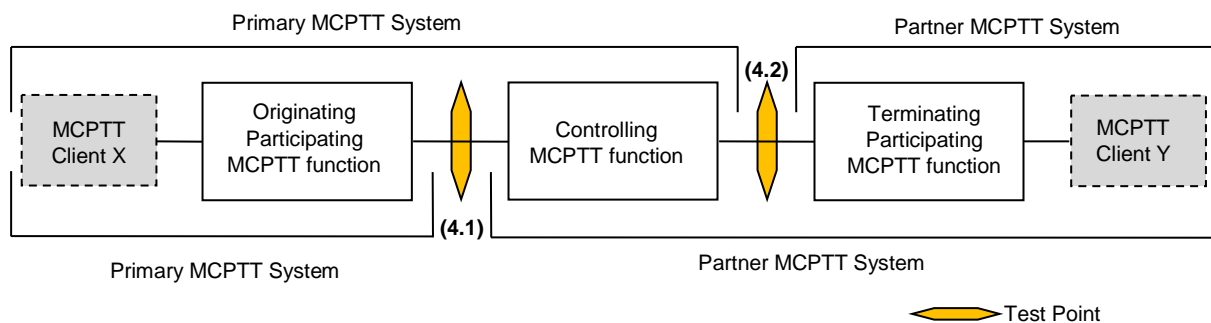 Primary MCPTT System
Partner MCPTT System
(4.2)
MCPTT
Client X
Originating
Participating
MCPTT function
Controlling
MCPTT function
Terminating
Participating
MCPTT function
MCPTT
Client Y
(4.1)
Primary MCPTT System
Partner MCPTT System
Test Point